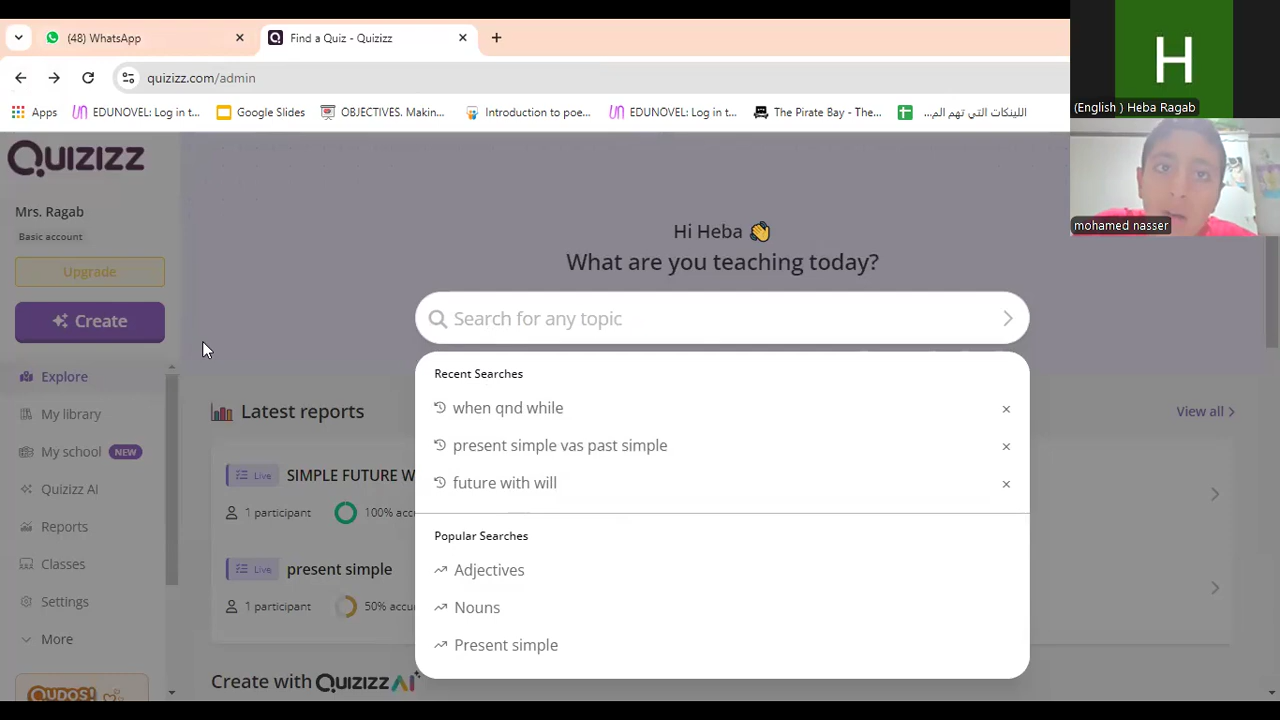 (48) WhatsApp
Find a Quiz - Quizizz
quizizz.com/admin
Apps
EDUNOVEL: Log in t...
Google Slides
OBJECTIVES. Makin...
Introduction to poe...
EDUNOVEL: Log in t...
The Pirate Bay - The...
اللينكات التي تهم ال...
H
(English ) Heba Ragab
mohamed nasser
QUIZIZZ
Mrs. Ragab
Basic account
Upgrade
Create
Explore
My library
My school NEW
Quizizz AI
Reports
Classes
Settings
More
QUDOS!
Hi Heba 👋
What are you teaching today?
Search for any topic
Recent Searches
when qnd while
present simple vas past simple
future with will
Popular Searches
Adjectives
Nouns
Present simple
Latest reports
View all
Live SIMPLE FUTURE W
1 participant 100% accu
Live present simple
1 participant 50% accu
Create with QUIZIZZ AI